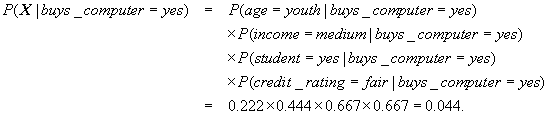 P(X | buys_computer = yes) = P(age = youth | buys_computer = yes)
×P(income = medium | buys_computer = yes)
×P(student = yes | buys_computer = yes)
×P(credit_rating = fair | buys_computer = yes)
= 0.222×0.444×0.667×0.667 = 0.044.